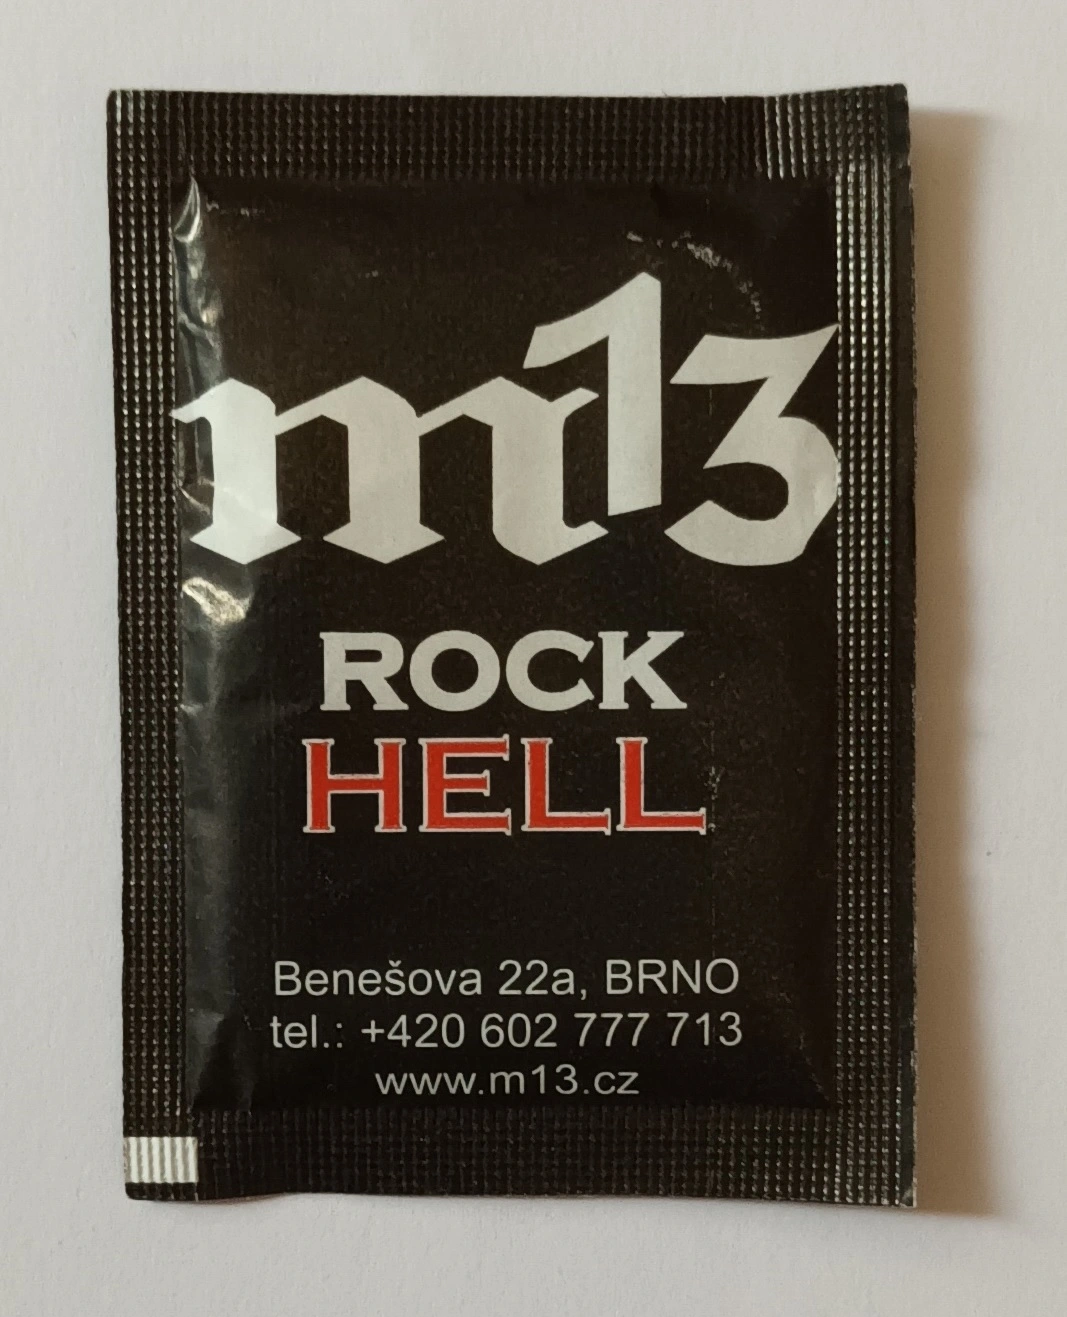 m13
ROCK
HELL
Benešova 22a, BRNO
tel.: +420 602 777 713
www.m13.cz